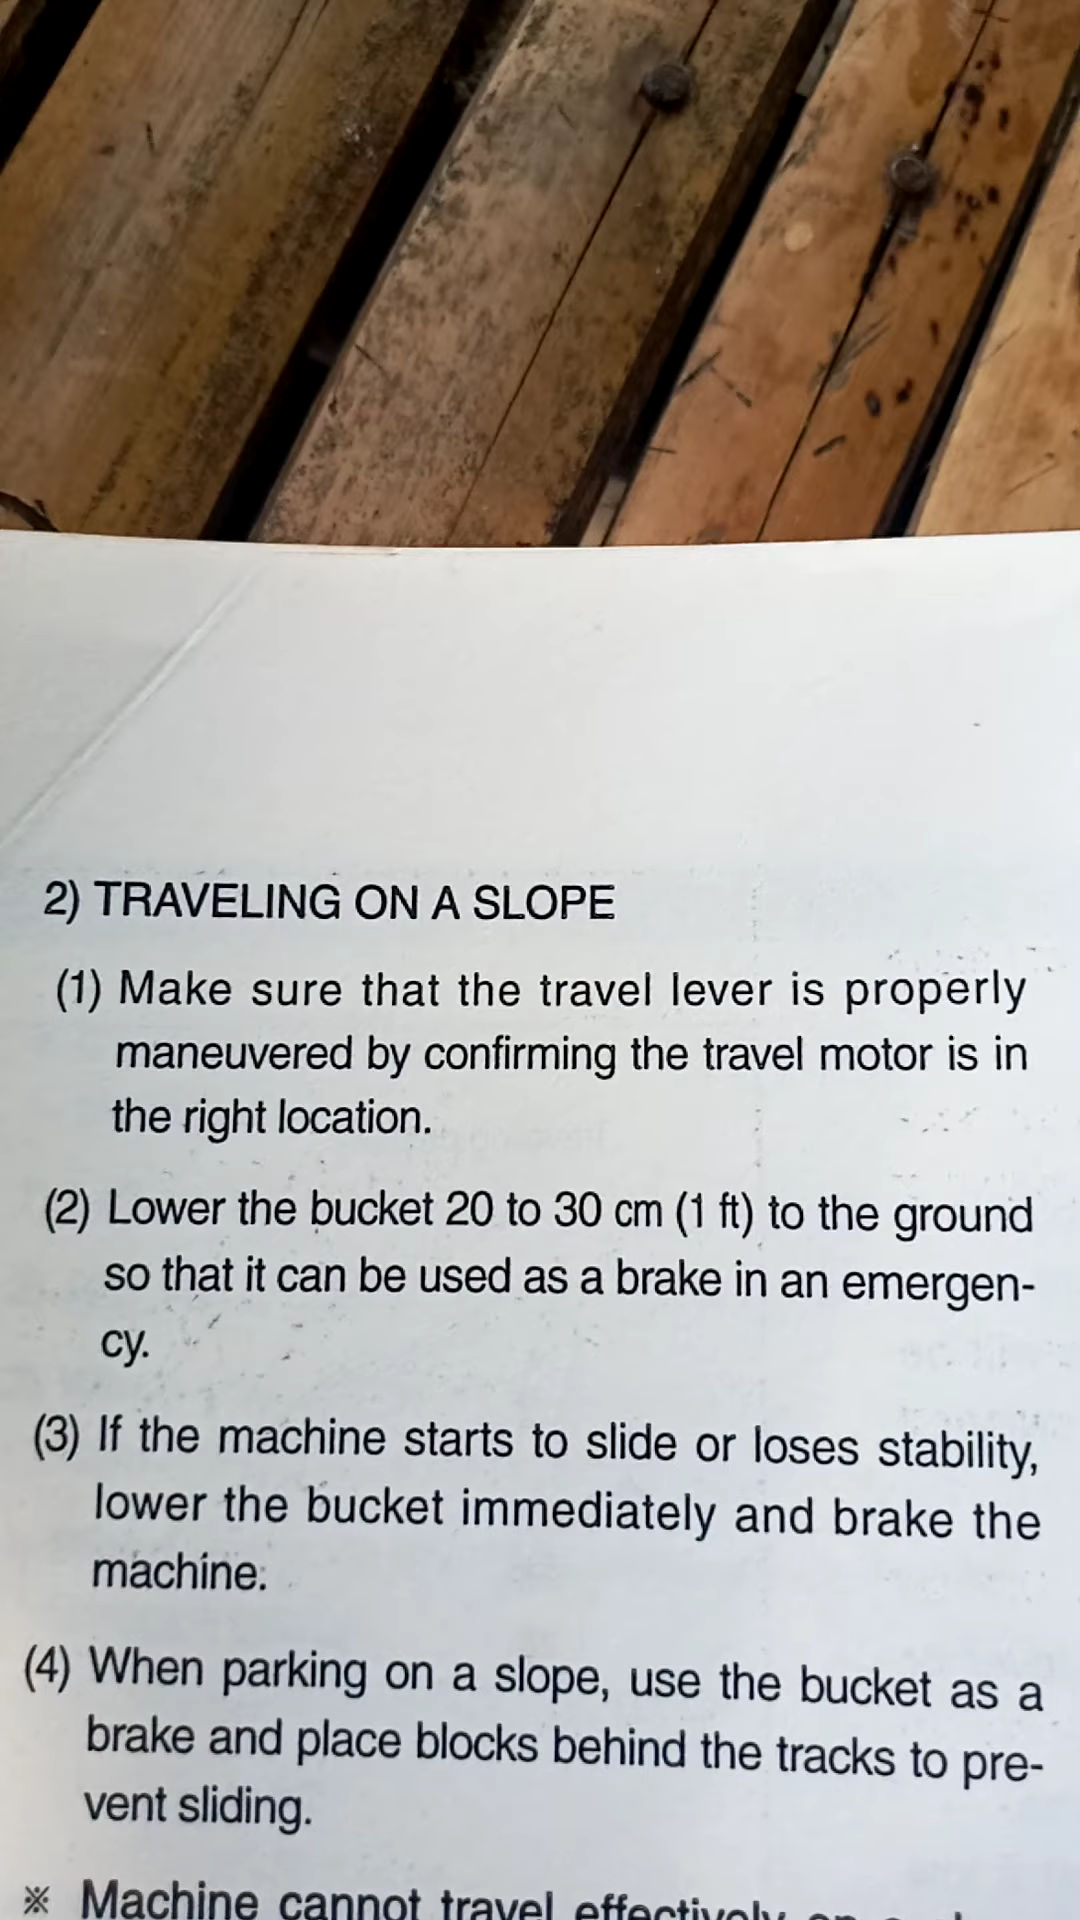 2) TRAVELING ON A SLOPE
(1) Make sure that the travel lever is properly
maneuvered by confirming the travel motor is in
the right location.
(2) Lower the bucket 20 to 30 cm (1 ft) to the ground
so that it can be used as a brake in an emergen-
cy.
(3) If the machine starts to slide or loses stability,
lower the bucket immediately and brake the
machine.
(4) When parking on a slope, use the bucket as a
brake and place blocks behind the tracks to pre-
vent sliding.
※ Machine cannot travel effectively on